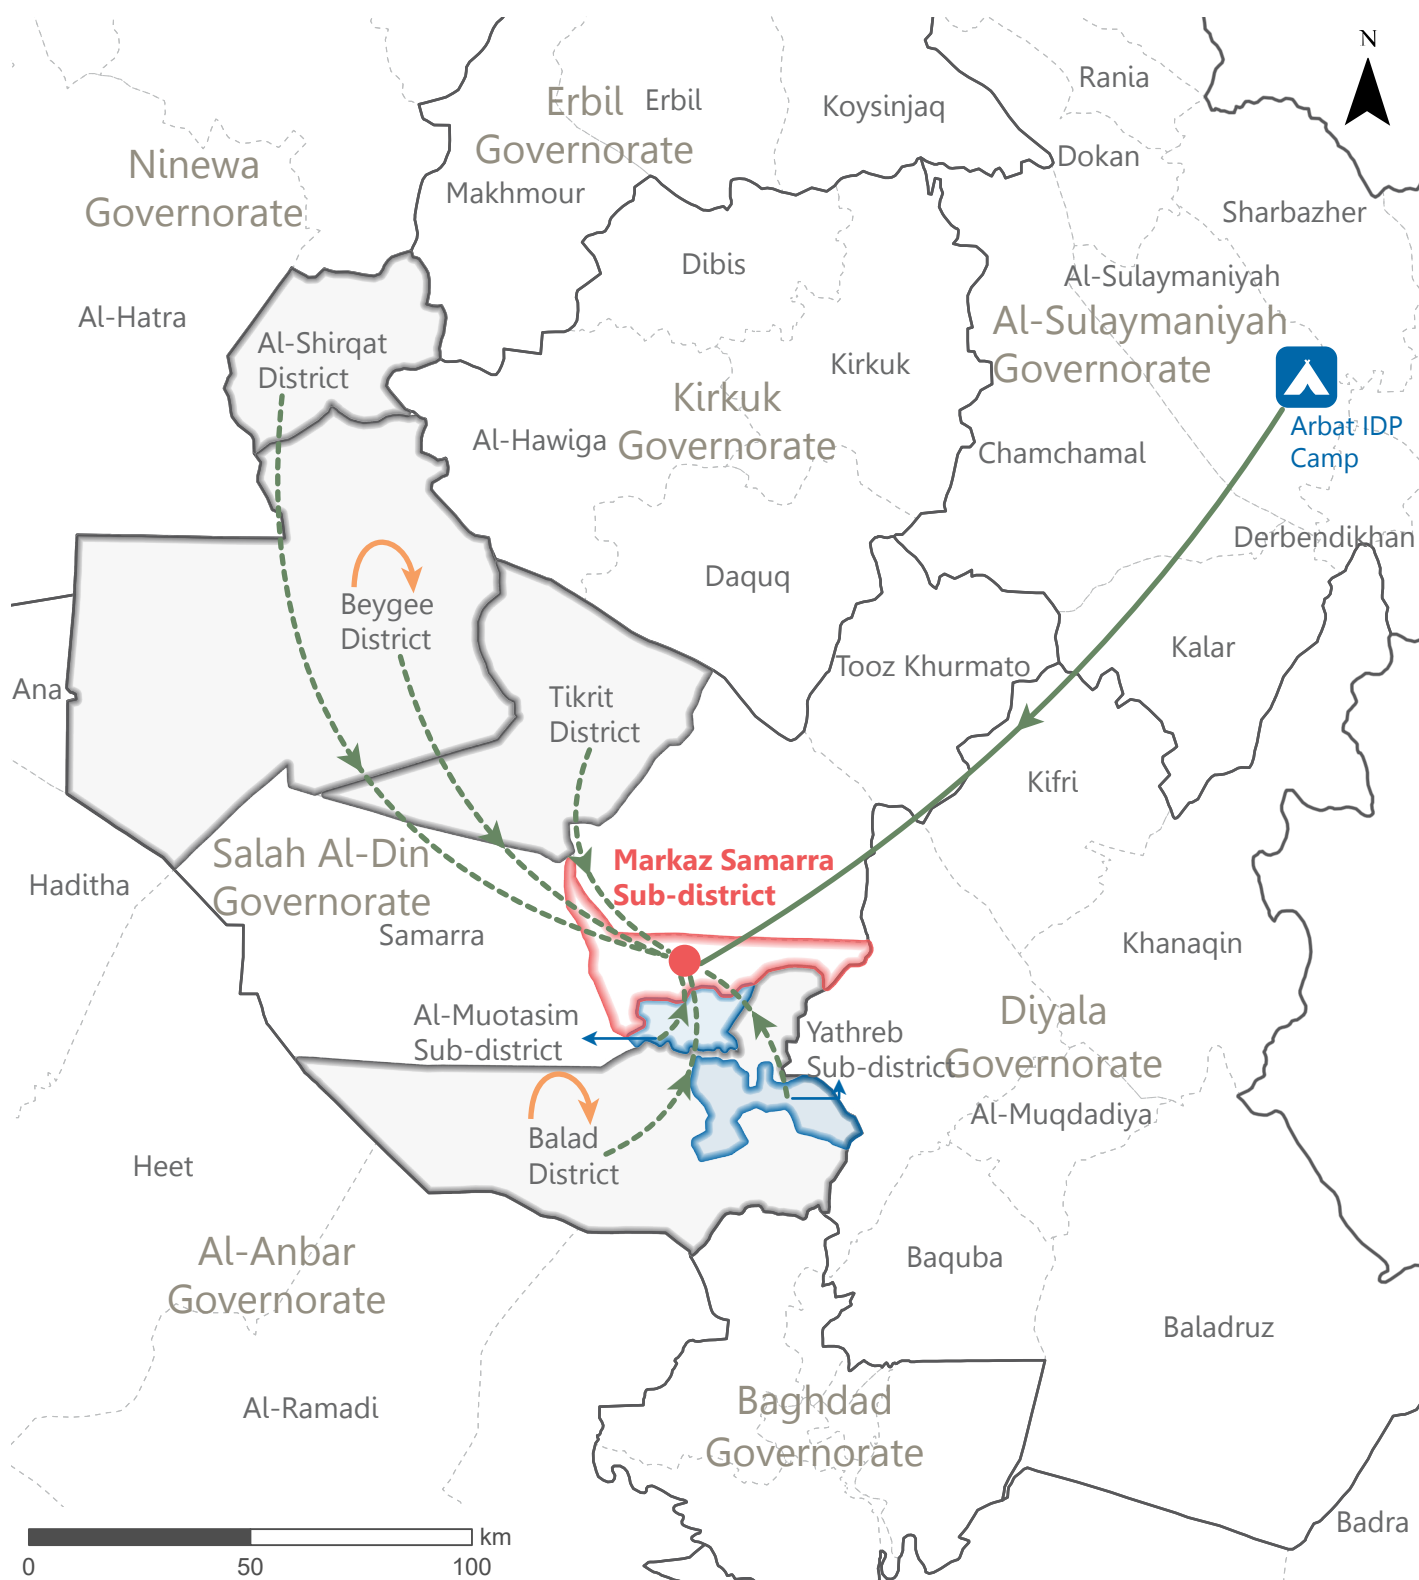 N
Rania
Erbil
Governorate
Erbil
Koysinjaq
Dokan
Ninewa
Governorate
Makhmour
Sharbazher
Dibis
Al-Sulaymaniyah
Al-Hatra
Al-Sulaymaniyah
Governorate
Al-Shirqat
District
Kirkuk
Kirkuk
Governorate
Arbat IDP
Camp
Al-Hawiga
Chamchamal
Derbendikhan
Daquq
Beygee
District
Kalar
Tooz Khurmato
Ana
Tikrit
District
Kifri
Salah Al-Din
Governorate
Markaz Samarra
Sub-district
Haditha
Samarra
Khanaqin
Al-Muotasim
Sub-district
Yathreb
Sub-district
Diyala
Governorate
Al-Muqdadiya
Balad
District
Heet
Al-Anbar
Governorate
Baquba
Baladruz
Al-Ramadi
Baghdad
Governorate
Badra
km
0
50
100